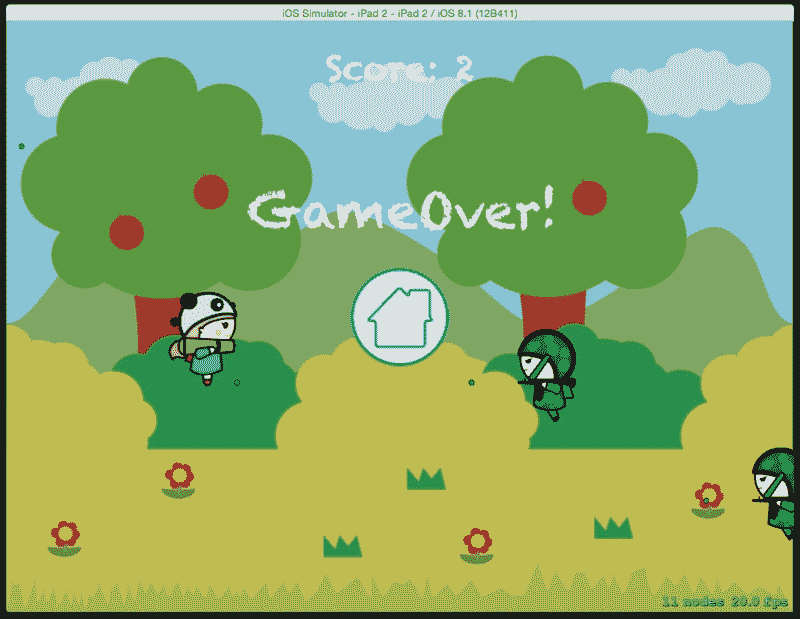 iOS Simulator - iPad 2 - iPad 2 / iOS 8.1 (12B411)
Score: 2
GameOver!
11 nodes 20.0 fps